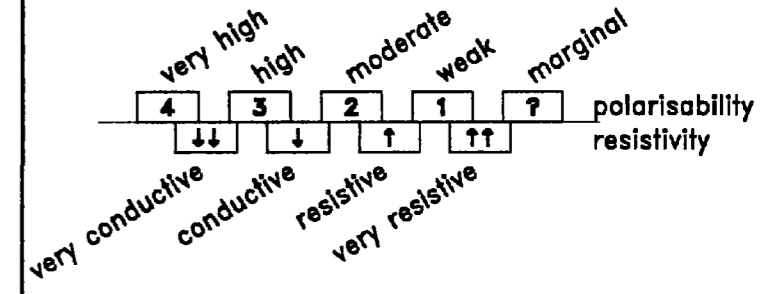 very high
high
moderate
weak
marginal
4 3 2 1 ? polarisability
↓↓ ↓ ↑ ↑↑ resistivity
very conductive
conductive
resistive
very resistive